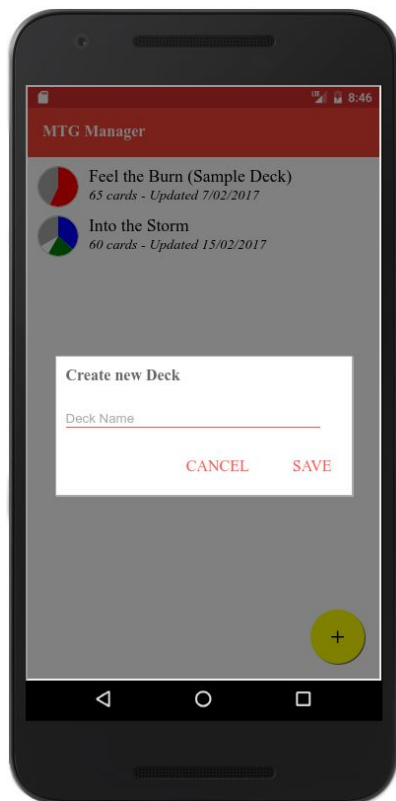 LTE 8:46
MTG Manager
Feel the Burn (Sample Deck)
65 cards - Updated 7/02/2017
Into the Storm
60 cards - Updated 15/02/2017
Create new Deck
Deck Name
CANCEL SAVE
+